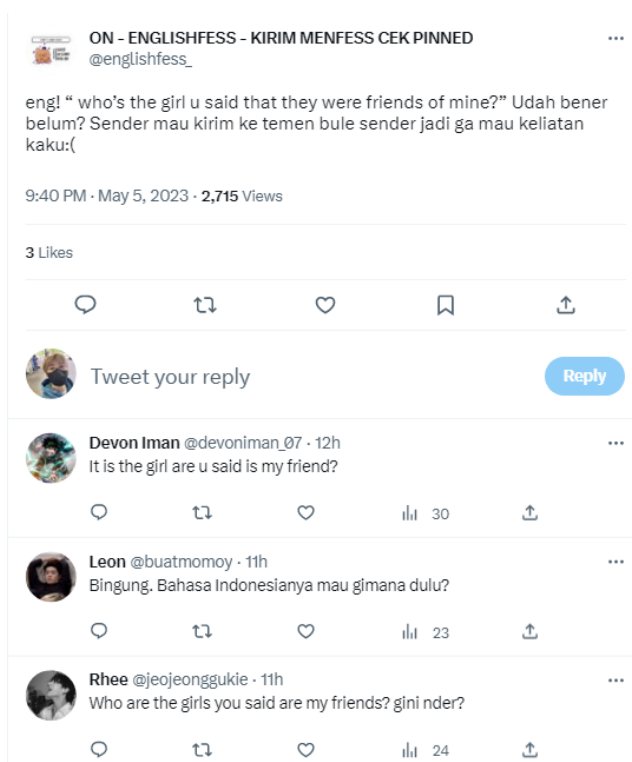 ON - ENGLISHFESS - KIRIM MENFESS CEK PINNED
@englishfess_
eng! “ who’s the girl u said that they were friends of mine?” Udah bener
belum? Sender mau kirim ke temen bule sender jadi ga mau keliatan
kaku:(
9:40 PM · May 5, 2023 · 2,715 Views
3 Likes
Tweet your reply
Reply
Devon Iman @devoniman_07 · 12h
It is the girl are u said is my friend?
30
Leon @buatmomoy · 11h
Bingung. Bahasa Indonesianya mau gimana dulu?
23
Rhee @jeojeonggukie · 11h
Who are the girls you said are my friends? gini nder?
24